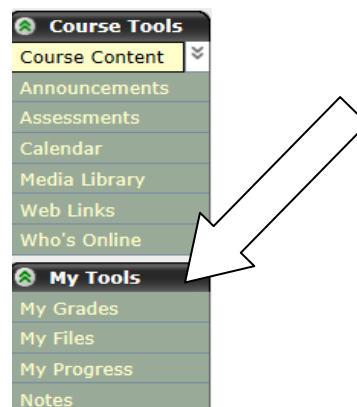 Course Tools
Course Content
Announcements
Assessments
Calendar
Media Library
Web Links
Who's Online
My Tools
My Grades
My Files
My Progress
Notes